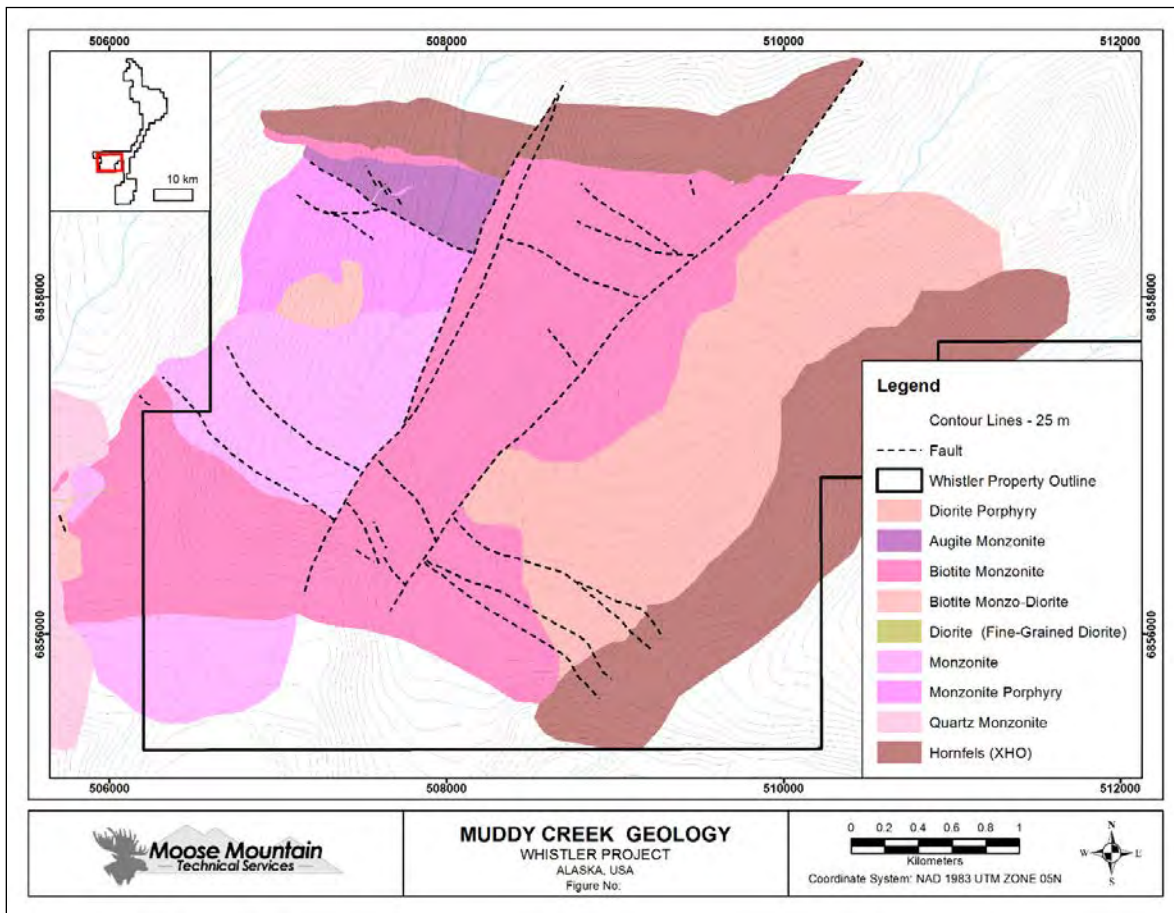 506000
508000
510000
512000
10 km
6858000
6858000
6856000
6856000
Legend
Contour Lines - 25 m
Fault
Whistler Property Outline
Diorite Porphyry
Augite Monzonite
Biotite Monzonite
Biotite Monzo-Diorite
Diorite (Fine-Grained Diorite)
Monzonite
Monzonite Porphyry
Quartz Monzonite
Hornfels (XHO)
506000
508000
510000
512000
Moose Mountain
Technical Services
MUDDY CREEK GEOLOGY
WHISTLER PROJECT
ALASKA, USA
Figure No:
0 0.2 0.4 0.6 0.8 1
Kilometers
Coordinate System: NAD 1983 UTM ZONE 05N
N
W E
S